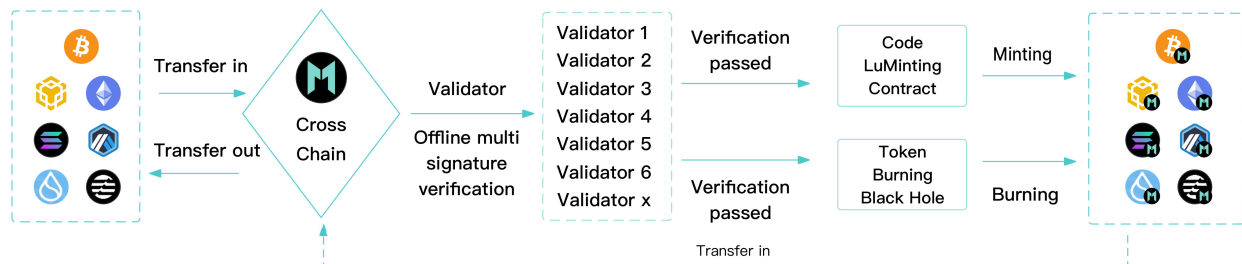 Transfer in
Transfer out
Cross
Chain
Validator
Offline multi
signature
verification
Validator 1
Validator 2
Validator 3
Validator 4
Validator 5
Validator 6
Validator x
Verification
passed
Verification
passed
Transfer in
Code
LuMinting
Contract
Token
Burning
Black Hole
Minting
Burning